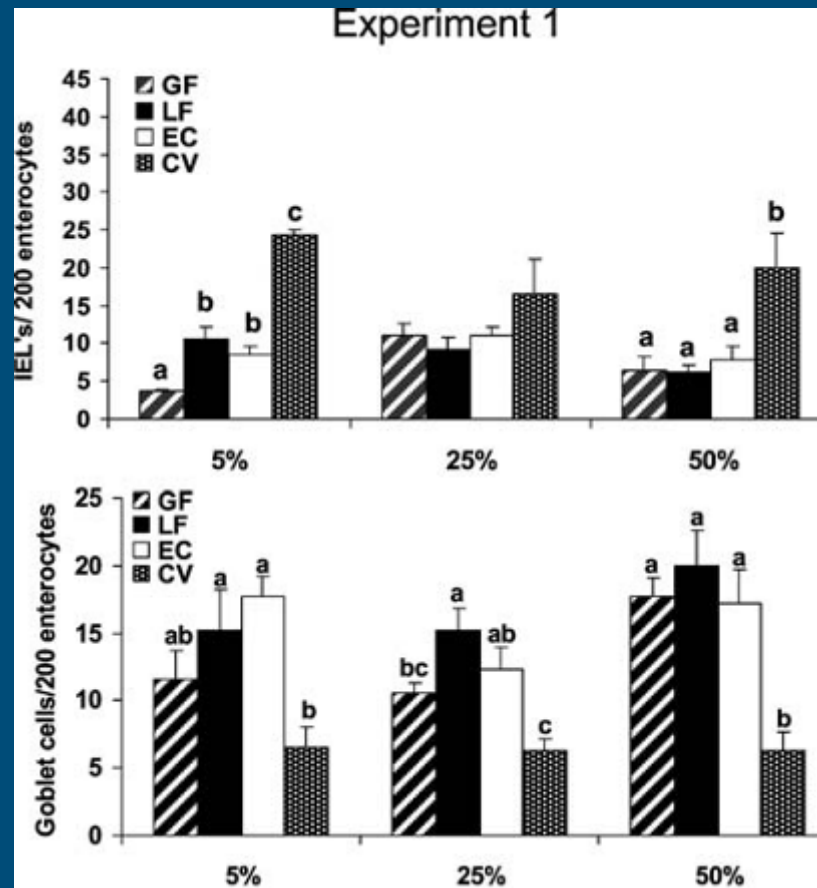 Experiment 1
IEL's/ 200 enterocytes
45
40
35
30
25
20
15
10
5
0
GF
LF
EC
CV
a
b
b
c
a
a
a
b
5%
25%
50%
Goblet cells/200 enterocytes
25
20
15
10
5
0
GF
LF
EC
CV
ab
a
a
b
bc
a
ab
c
a
a
a
b
5%
25%
50%